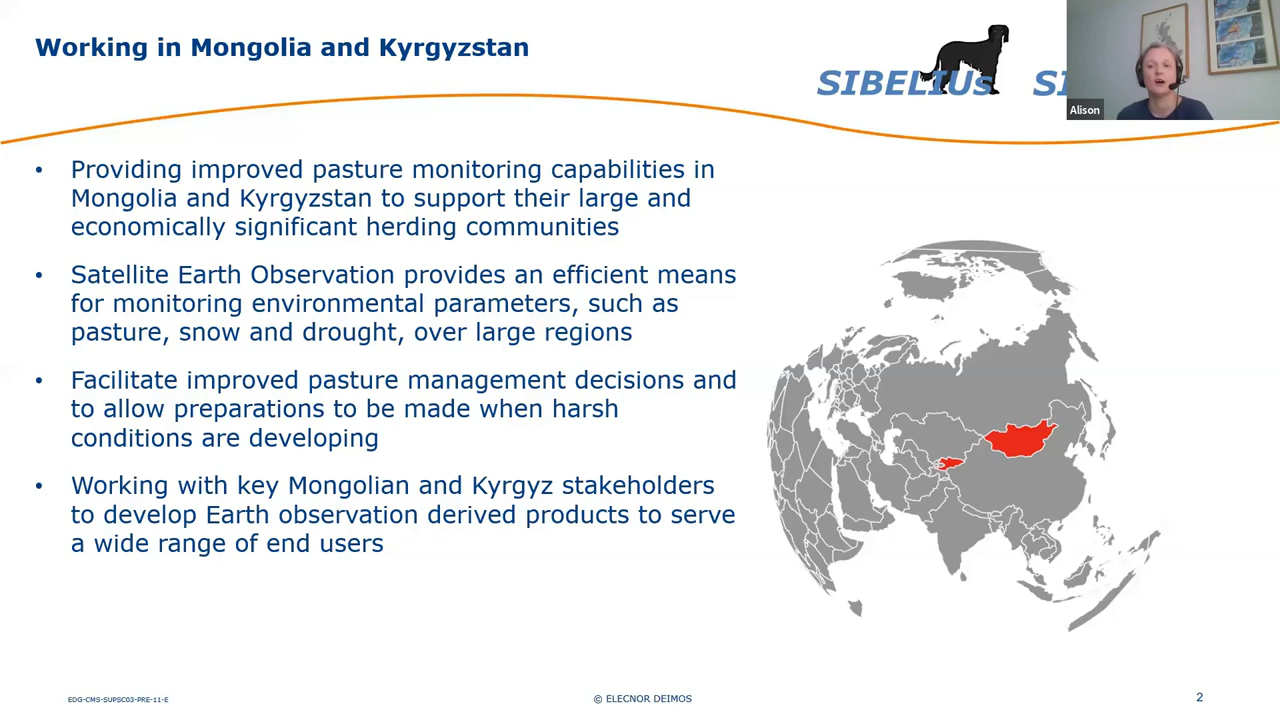 Working in Mongolia and Kyrgyzstan
SIBELIUs
SI
Alison
• Providing improved pasture monitoring capabilities in
Mongolia and Kyrgyzstan to support their large and
economically significant herding communities
• Satellite Earth Observation provides an efficient means
for monitoring environmental parameters, such as
pasture, snow and drought, over large regions
• Facilitate improved pasture management decisions and
to allow preparations to be made when harsh
conditions are developing
• Working with key Mongolian and Kyrgyz stakeholders
to develop Earth observation derived products to serve
a wide range of end users
EDG-CMS-SUPSC03-PRE-11-E
© ELECNOR DEIMOS
2